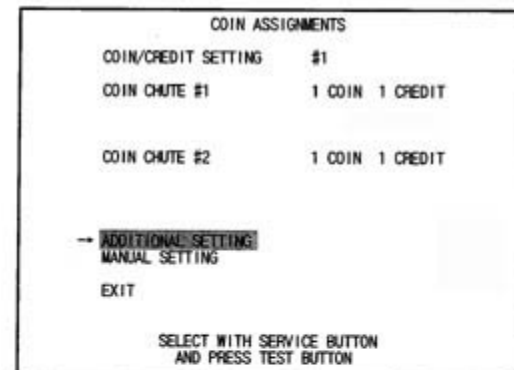 COIN ASSIGNMENTS
COIN/CREDIT SETTING #1
COIN CHUTE #1 1 COIN 1 CREDIT
COIN CHUTE #2 1 COIN 1 CREDIT
→ ADDITIONAL SETTING
MANUAL SETTING
EXIT
SELECT WITH SERVICE BUTTON
AND PRESS TEST BUTTON